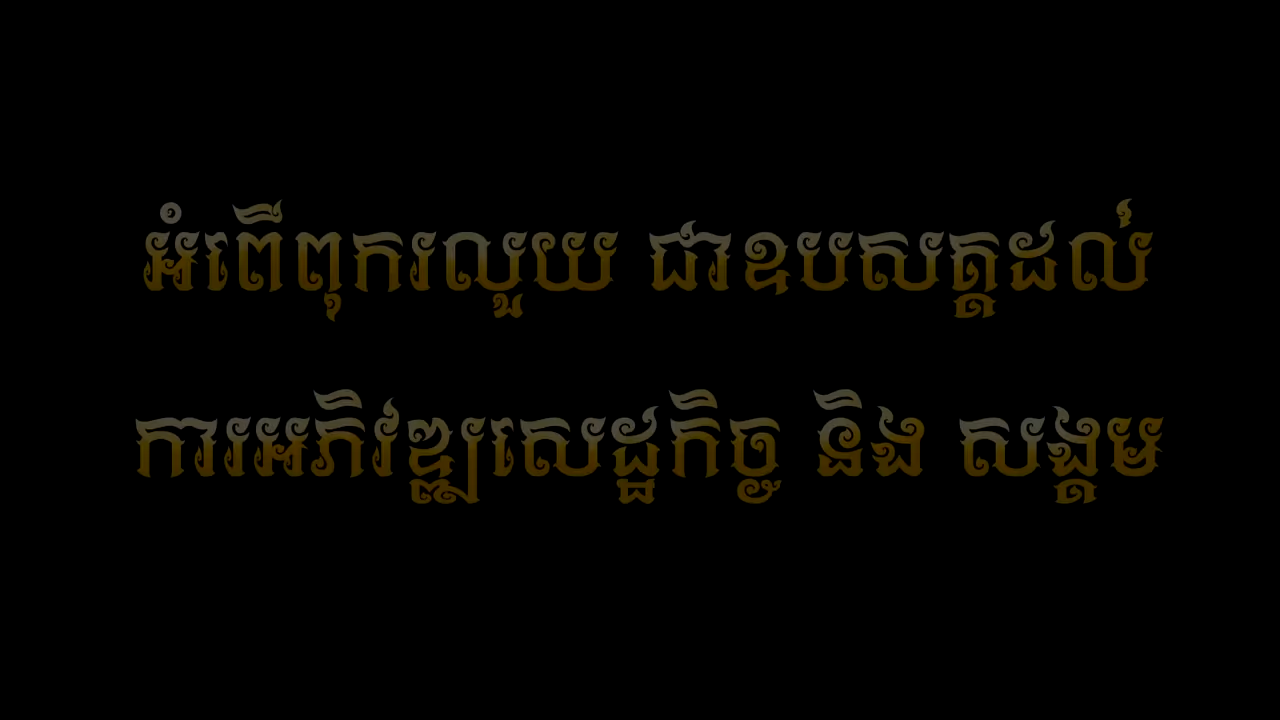 អំពើពុករលួយ ជាឧបសគ្គដល់
ការអភិវឌ្ឍរសេដ្ឋកិច្ច និង សង្គម